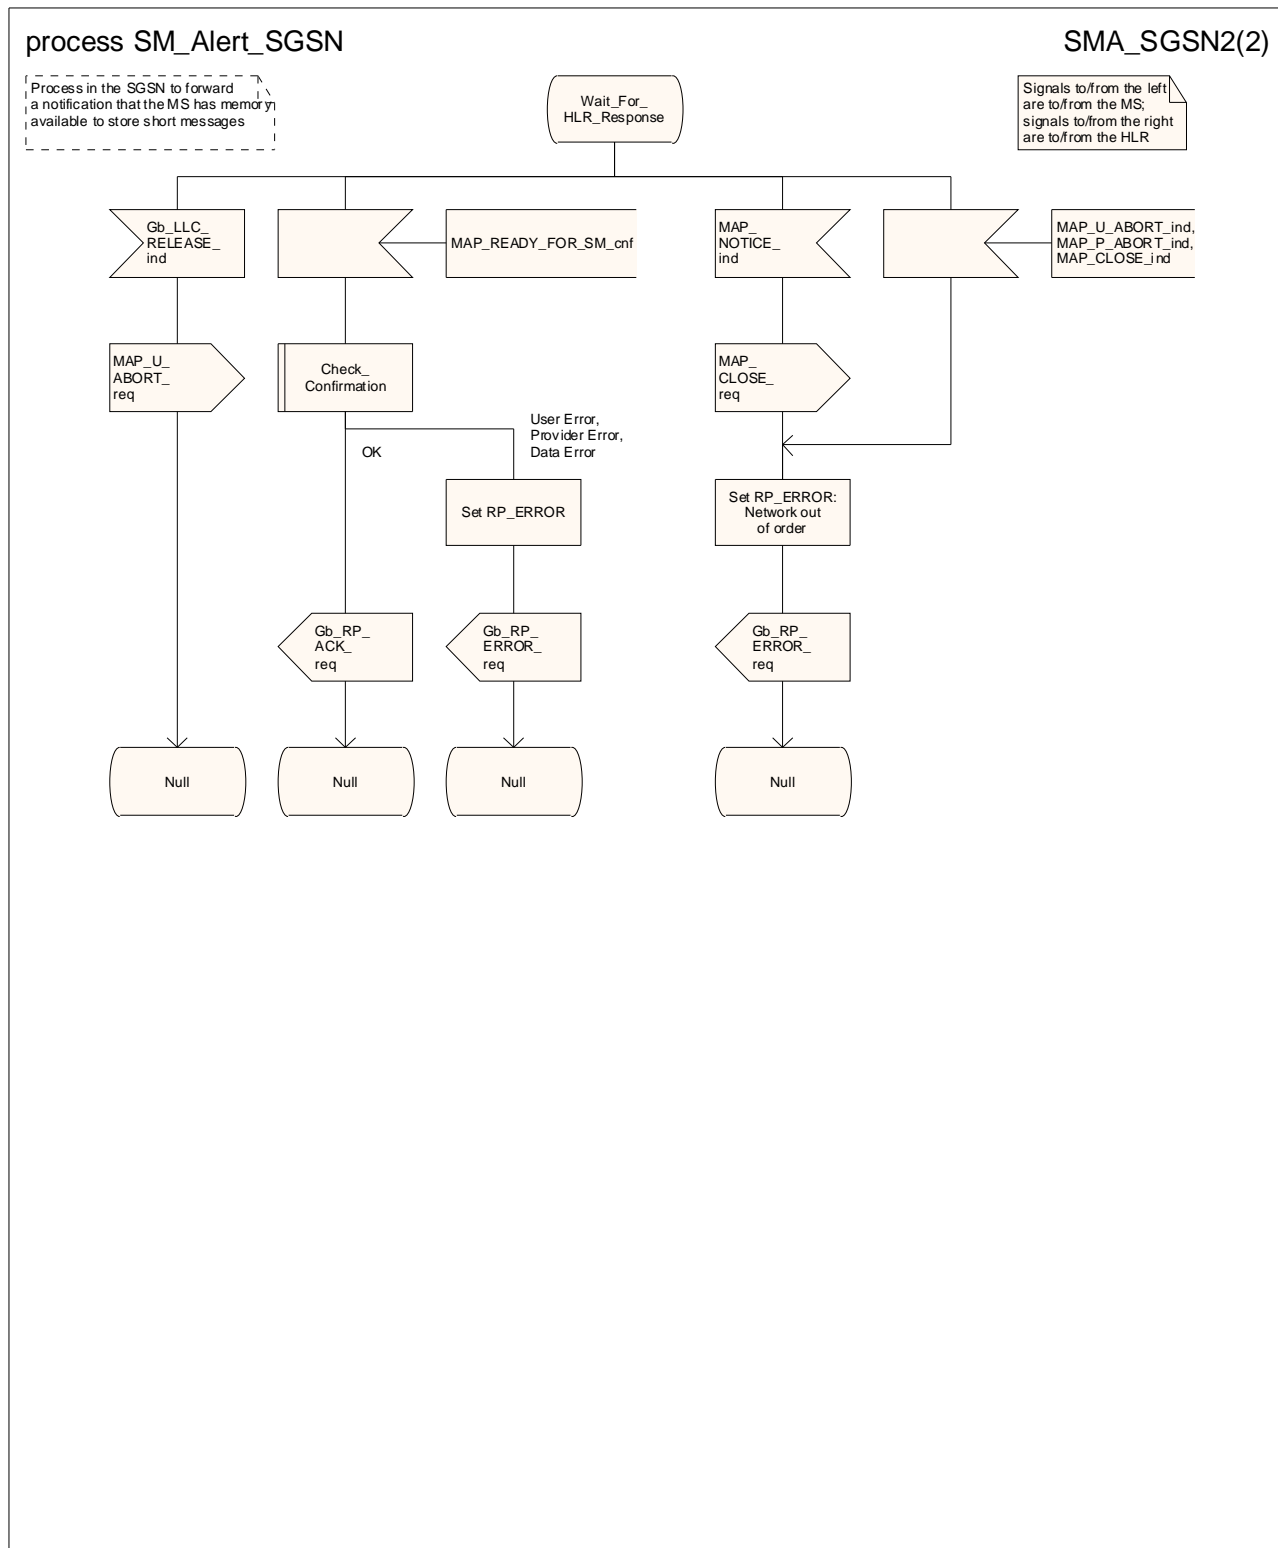 process SM_Alert_SGSN
SMA_SGSN2(2)
Process in the SGSN to forward
a notification that the MS has memory
available to store short messages
Wait_For_
HLR_Response
Signals to/from the left
are to/from the MS;
signals to/from the right
are to/from the HLR
Gb_LLC_
RELEASE_
ind
MAP_READY_FOR_SM_cnf
MAP_
NOTICE_
ind
MAP_U_ABORT_ind,
MAP_P_ABORT_ind,
MAP_CLOSE_ind
MAP_U_
ABORT_
req
Check_
Confirmation
MAP_
CLOSE_
req
User Error,
Provider Error,
Data Error
OK
Set RP_ERROR
Set RP_ERROR:
Network out
of order
Gb_RP_
ACK_
req
Gb_RP_
ERROR_
req
Gb_RP_
ERROR_
req
Null
Null
Null
Null